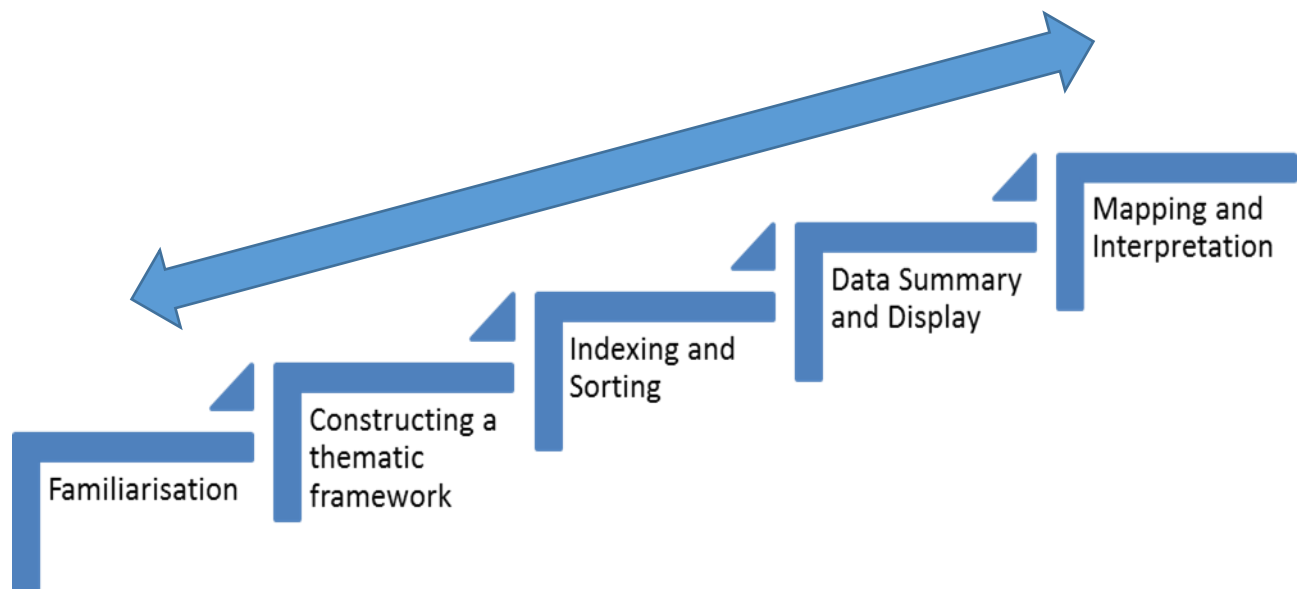 Familiarisation
Constructing a
thematic
framework
Indexing and
Sorting
Data Summary
and Display
Mapping and
Interpretation